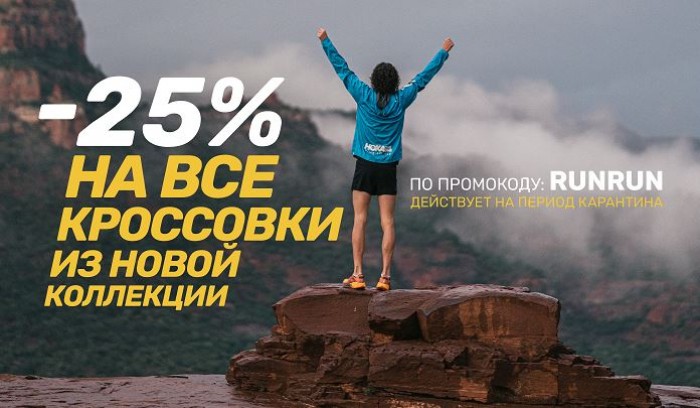 -25%
НА ВСЕ
КРОССОВКИ
ИЗ НОВОЙ
КОЛЛЕКЦИИ
ПО ПРОМОКОДУ: RUNRUN
ДЕЙСТВУЕТ НА ПЕРИОД КАРАНТИНА
HOKA